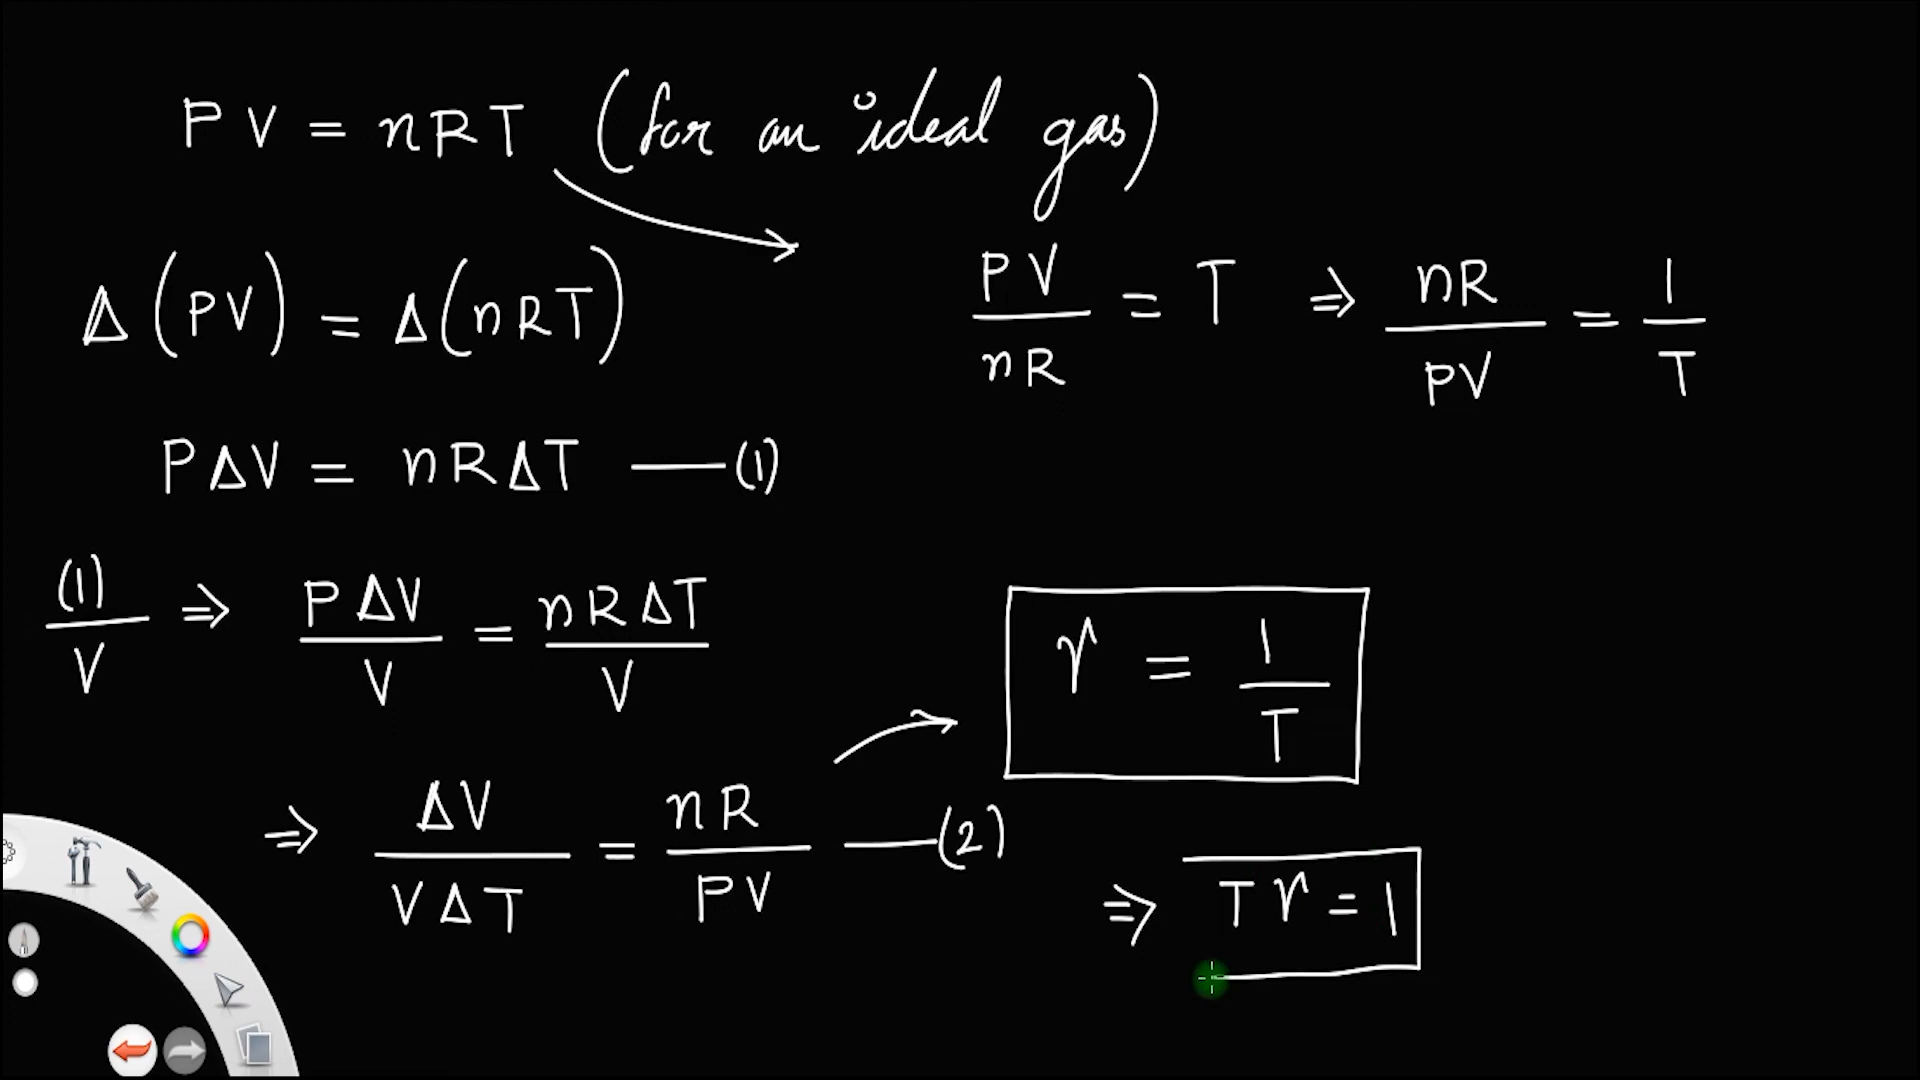 PV = nRT (for an ideal gas)
Δ(PV) = Δ(nRT)
PV/nR = T ⇒ nR/PV = 1/T
PΔV = nRΔT —(1)
(1)/V ⇒ PΔV/V = nRΔT/V
⇒ ΔV/VΔT = nR/PV —(2)
γ = 1/T
⇒ Tγ = 1